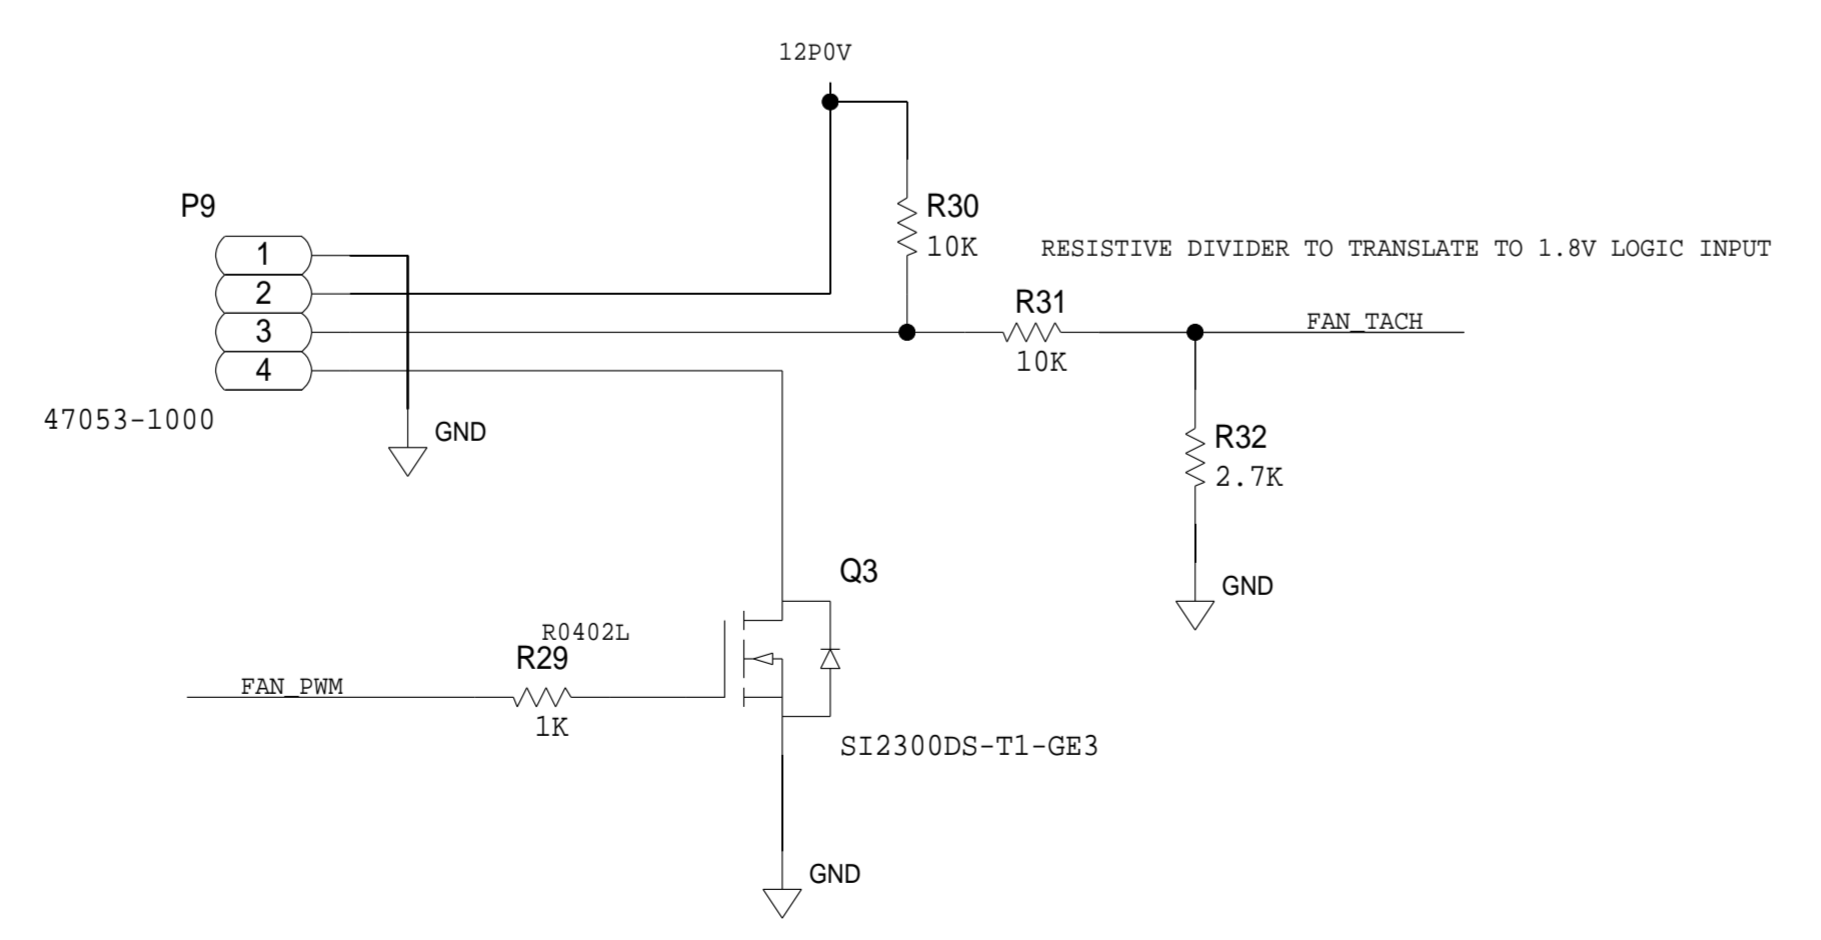 12P0V
P9
1
2
3
4
47053-1000
GND
R30
10K
RESISTIVE DIVIDER TO TRANSLATE TO 1.8V LOGIC INPUT
R31
10K
FAN_TACH
R32
2.7K
GND
Q3
R0402L
R29
1K
FAN_PWM
SI2300DS-T1-GE3
GND